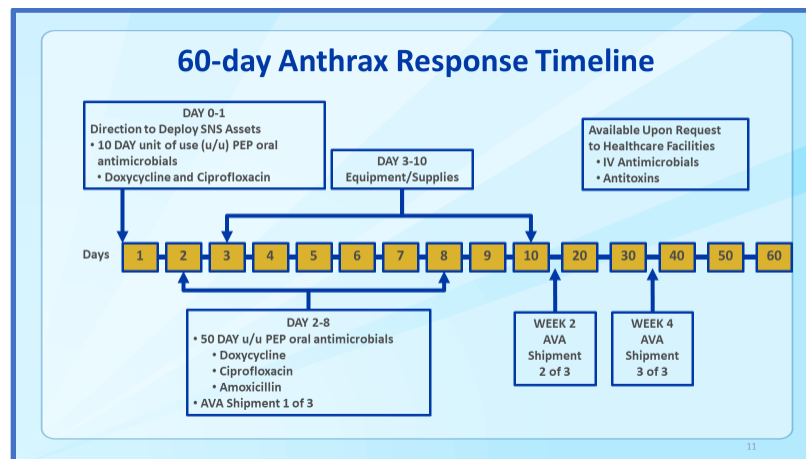 60-day Anthrax Response Timeline
DAY 0-1
Direction to Deploy SNS Assets
• 10 DAY unit of use (u/u) PEP oral
antimicrobials
• Doxycycline and Ciprofloxacin
DAY 3-10
Equipment/Supplies
Available Upon Request
to Healthcare Facilities
• IV Antimicrobials
• Antitoxins
Days 1 2 3 4 5 6 7 8 9 10 20 30 40 50 60
DAY 2-8
• 50 DAY u/u PEP oral antimicrobials
• Doxycycline
• Ciprofloxacin
• Amoxicillin
• AVA Shipment 1 of 3
WEEK 2
AVA
Shipment
2 of 3
WEEK 4
AVA
Shipment
3 of 3
11